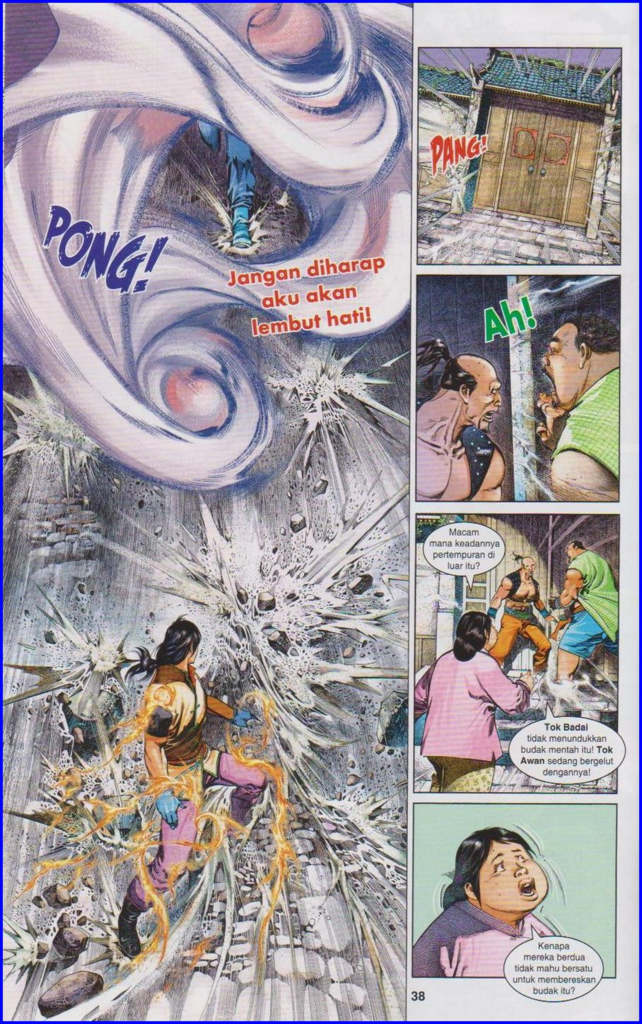 PONG!
Jangan diharap
aku akan
lembut hati!
PANG!
Ah!
Macam
mana keadannya
pertempuran di
luar itu?
Tok Badai
tidak menundukkan
budak mentah itu! Tok
Awan sedang bergelut
dengannya!
Kenapa
mereka berdua
tidak mahu bersatu
untuk membereskan
budak itu?
38